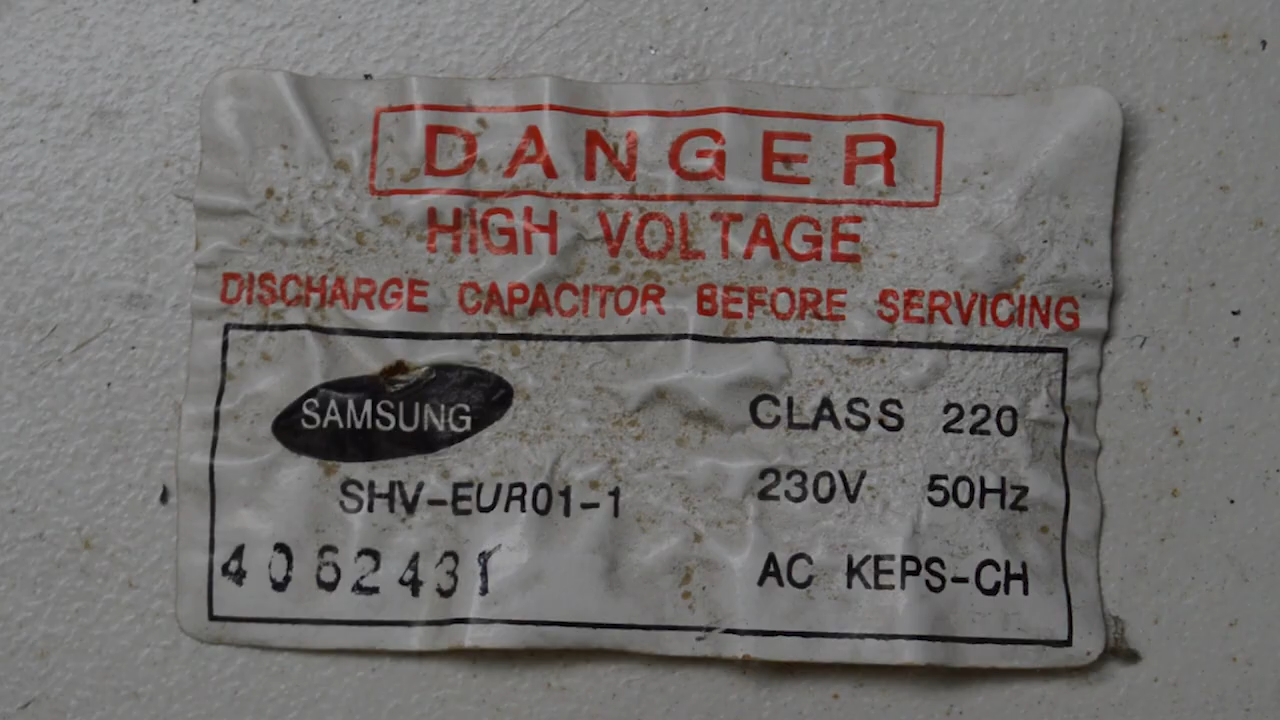 DANGER
HIGH VOLTAGE
DISCHARGE CAPACITOR BEFORE SERVICING
SAMSUNG
CLASS 220
SHV-EUR01-1
230V 50Hz
4062431
AC KEPS-CH